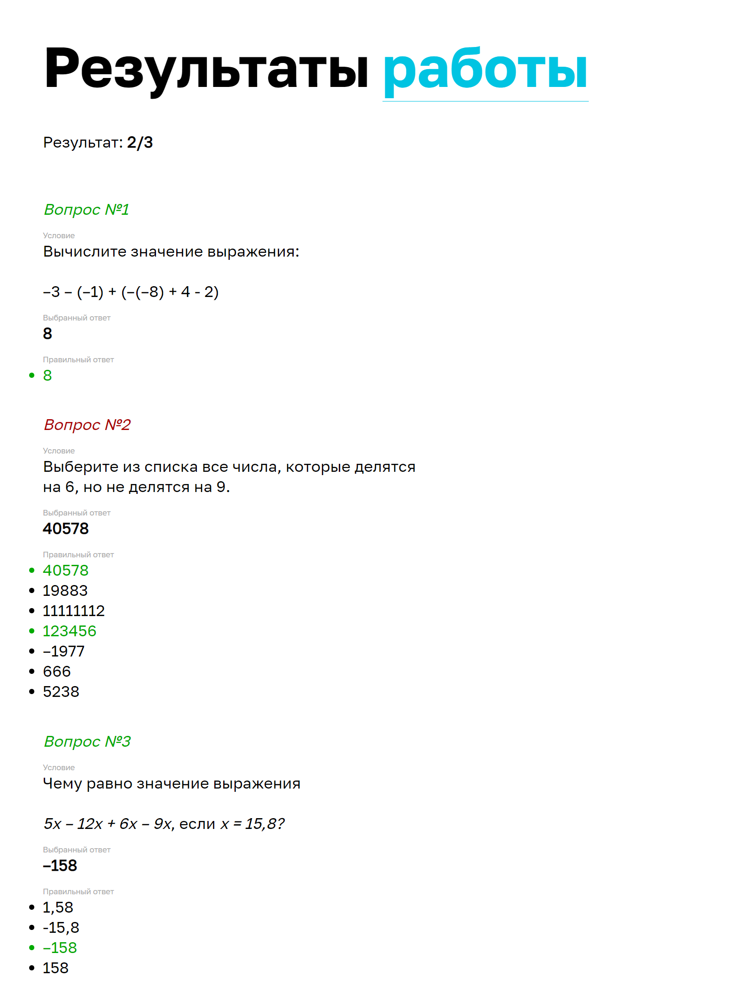 Результаты работы
Результат: 2/3
Вопрос №1
Условие
Вычислите значение выражения:
–3 – (–1) + (–(–8) + 4 - 2)
Выбранный ответ
8
Правильный ответ
• 8
Вопрос №2
Условие
Выберите из списка все числа, которые делятся
на 6, но не делятся на 9.
Выбранный ответ
40578
Правильный ответ
• 40578
• 19883
• 11111112
• 123456
• –1977
• 666
• 5238
Вопрос №3
Условие
Чему равно значение выражения
5x – 12x + 6x – 9x, если x = 15,8?
Выбранный ответ
–158
Правильный ответ
• 1,58
• -15,8
• –158
• 158